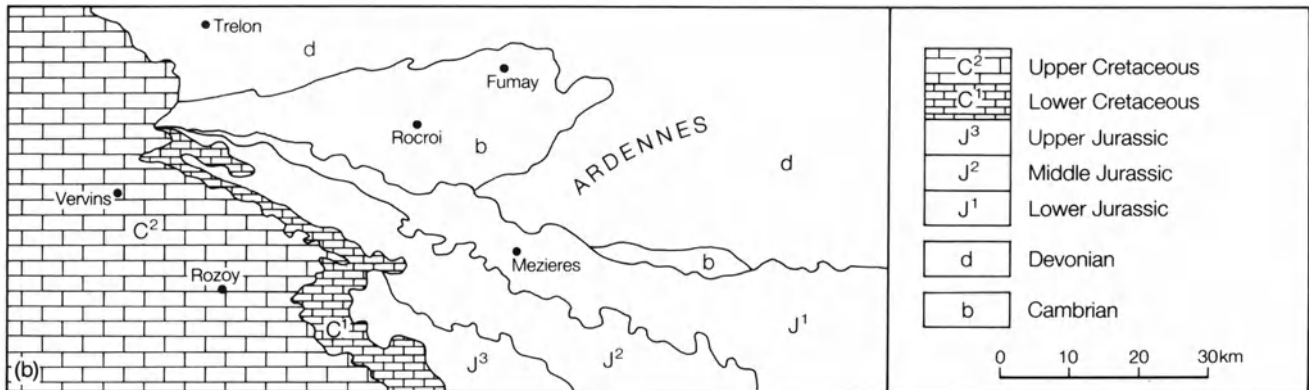 Trelon
d
Fumay
Rocroi
b
ARDENNES
d
Vervins
C²
Rozoy
Mezieres
b
C¹
J³
J²
J¹
(b)
C² Upper Cretaceous
C¹ Lower Cretaceous
J³ Upper Jurassic
J² Middle Jurassic
J¹ Lower Jurassic
d Devonian
b Cambrian
0 10 20 30km